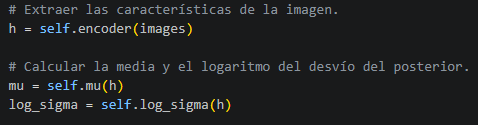 # Extraer las características de la imagen.
h = self.encoder(images)
# Calcular la media y el logaritmo del desvío del posterior.
mu = self.mu(h)
log_sigma = self.log_sigma(h)